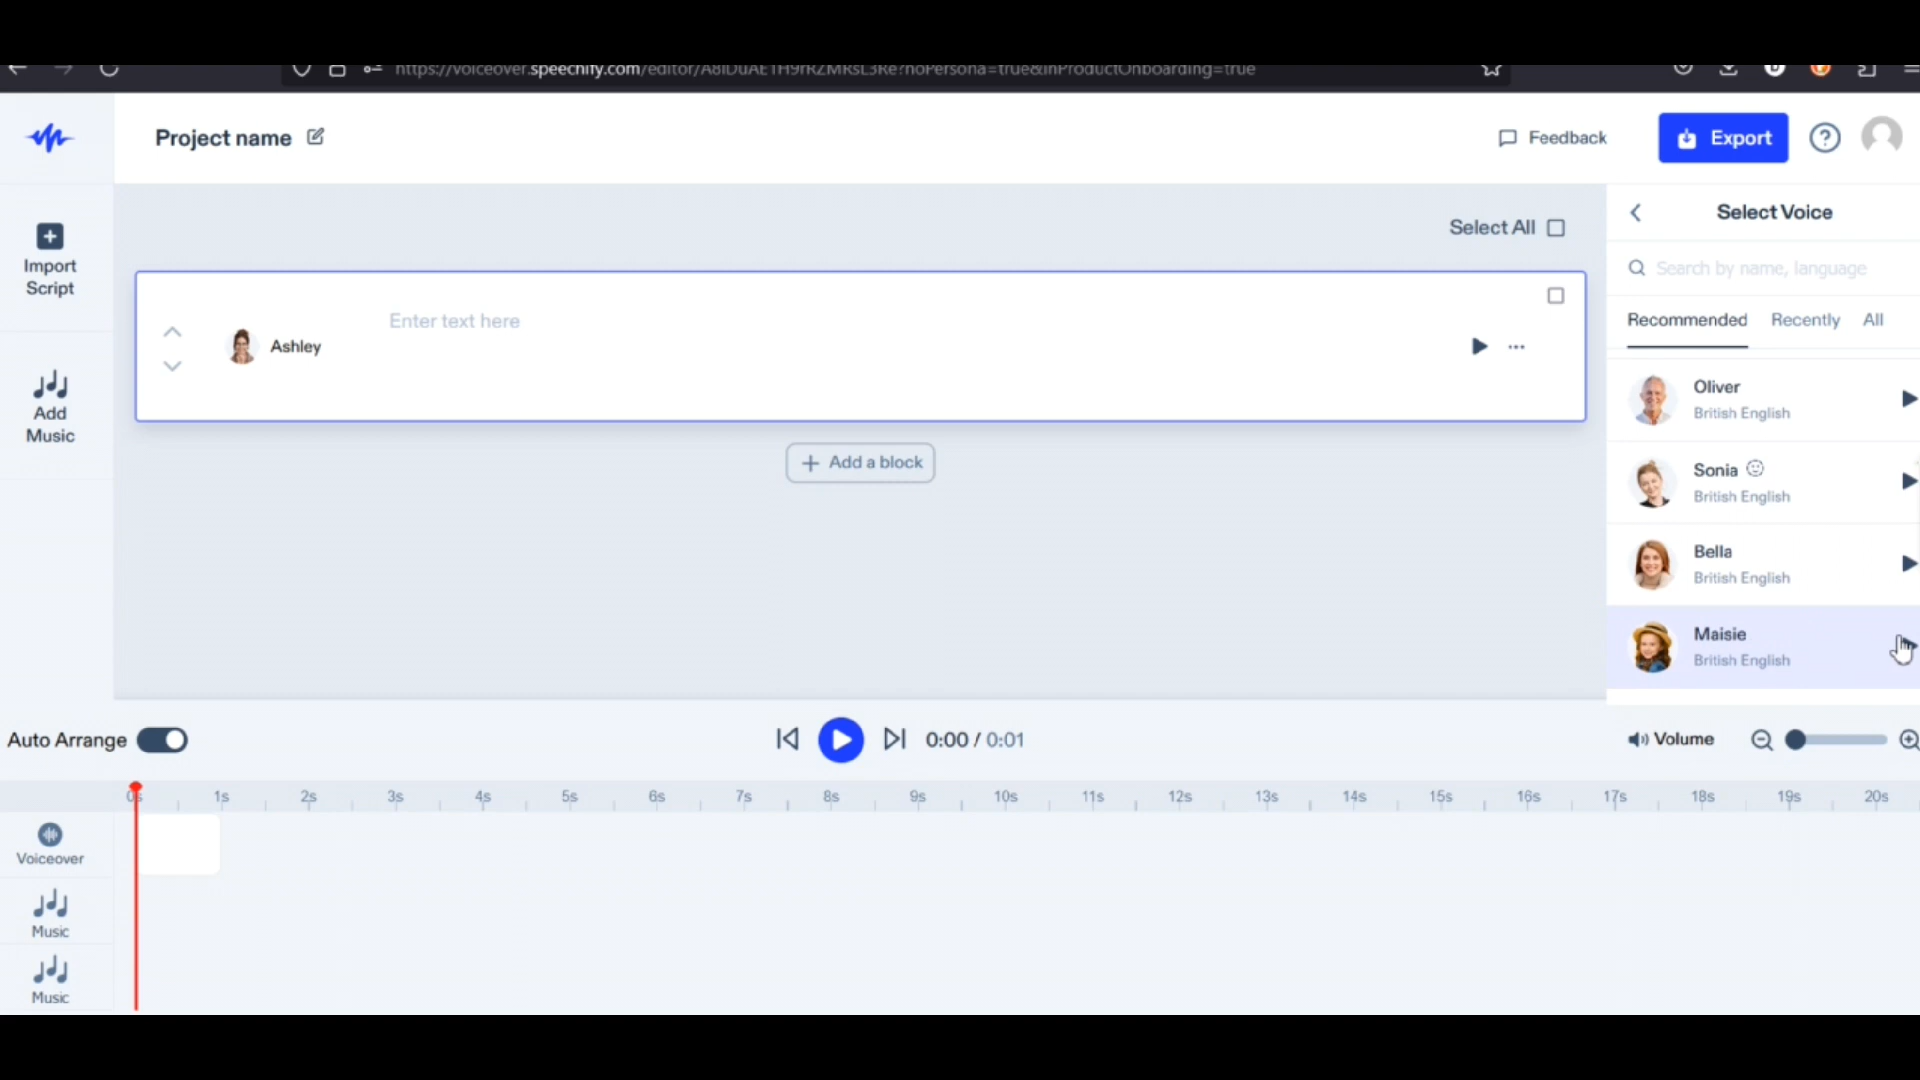 https://voiceover.speechify.com/editor/
noPersona=true&inProductOnboarding=true
Project name
Feedback
Export
Import
Script
Add
Music
Select All
Ashley
Enter text here
+ Add a block
Select Voice
Search by name, language
Recommended
Recently
All
Oliver
British English
Sonia
British English
Bella
British English
Maisie
British English
Auto Arrange
0:00 / 0:01
Volume
0s 1s 2s 3s 4s 5s 6s 7s 8s 9s 10s 11s 12s 13s 14s 15s 16s 17s 18s 19s 20s
Voiceover
Music
Music